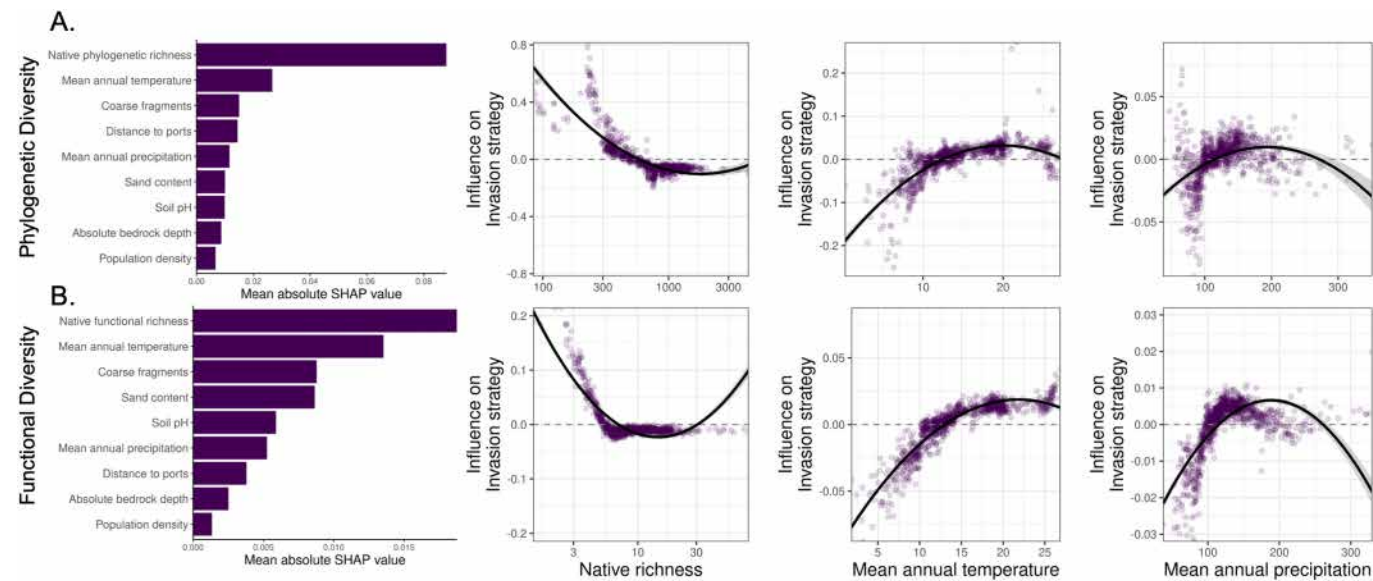 A.
Phylogenetic Diversity
Native phylogenetic richness
Mean annual temperature
Coarse fragments
Distance to ports
Mean annual precipitation
Sand content
Soil pH
Absolute bedrock depth
Population density
0.00 0.02 0.04 0.06 0.08
Mean absolute SHAP value
Influence on
Invasion strategy
0.8
0.4
0.0
-0.4
-0.8
100 300 1000 3000
Influence on
Invasion strategy
0.2
0.1
0.0
-0.1
-0.2
10 20
Influence on
Invasion strategy
0.05
0.00
-0.05
100 200 300
B.
Functional Diversity
Native functional richness
Mean annual temperature
Coarse fragments
Sand content
Soil pH
Mean annual precipitation
Distance to ports
Absolute bedrock depth
Population density
0.000 0.005 0.010 0.015
Mean absolute SHAP value
Influence on
Invasion strategy
0.2
0.1
0.0
-0.1
-0.2
3 10 30
Native richness
Influence on
Invasion strategy
0.05
0.00
-0.05
5 10 15 20 25
Mean annual temperature
Influence on
Invasion strategy
0.03
0.02
0.01
0.00
-0.01
-0.02
-0.03
100 200 300
Mean annual precipitation